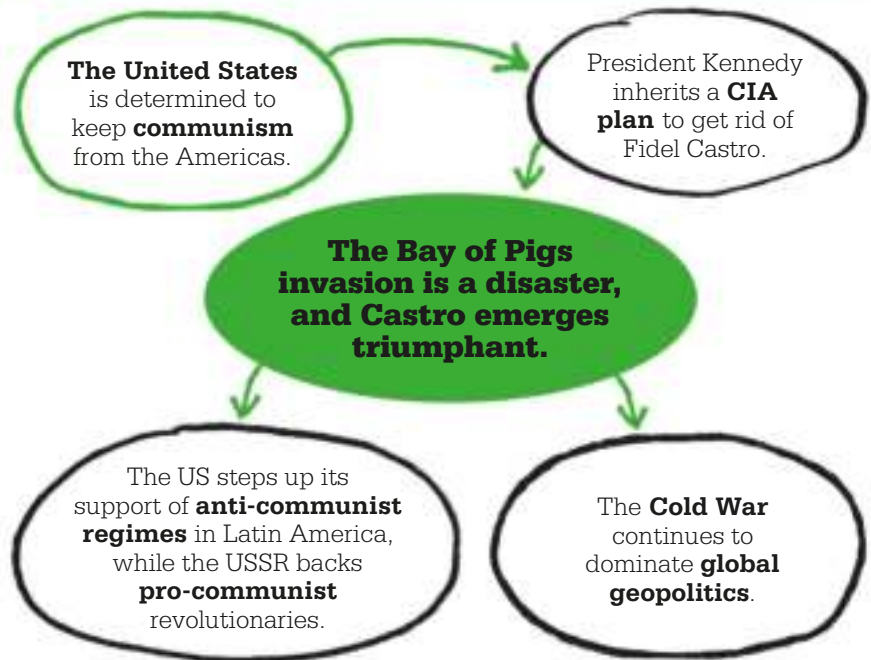 The United States
is determined to
keep communism
from the Americas.
President Kennedy
inherits a CIA
plan to get rid of
Fidel Castro.
The Bay of Pigs
invasion is a disaster,
and Castro emerges
triumphant.
The US steps up its
support of anti-communist
regimes in Latin America,
while the USSR backs
pro-communist
revolutionaries.
The Cold War
continues to
dominate global
geopolitics.